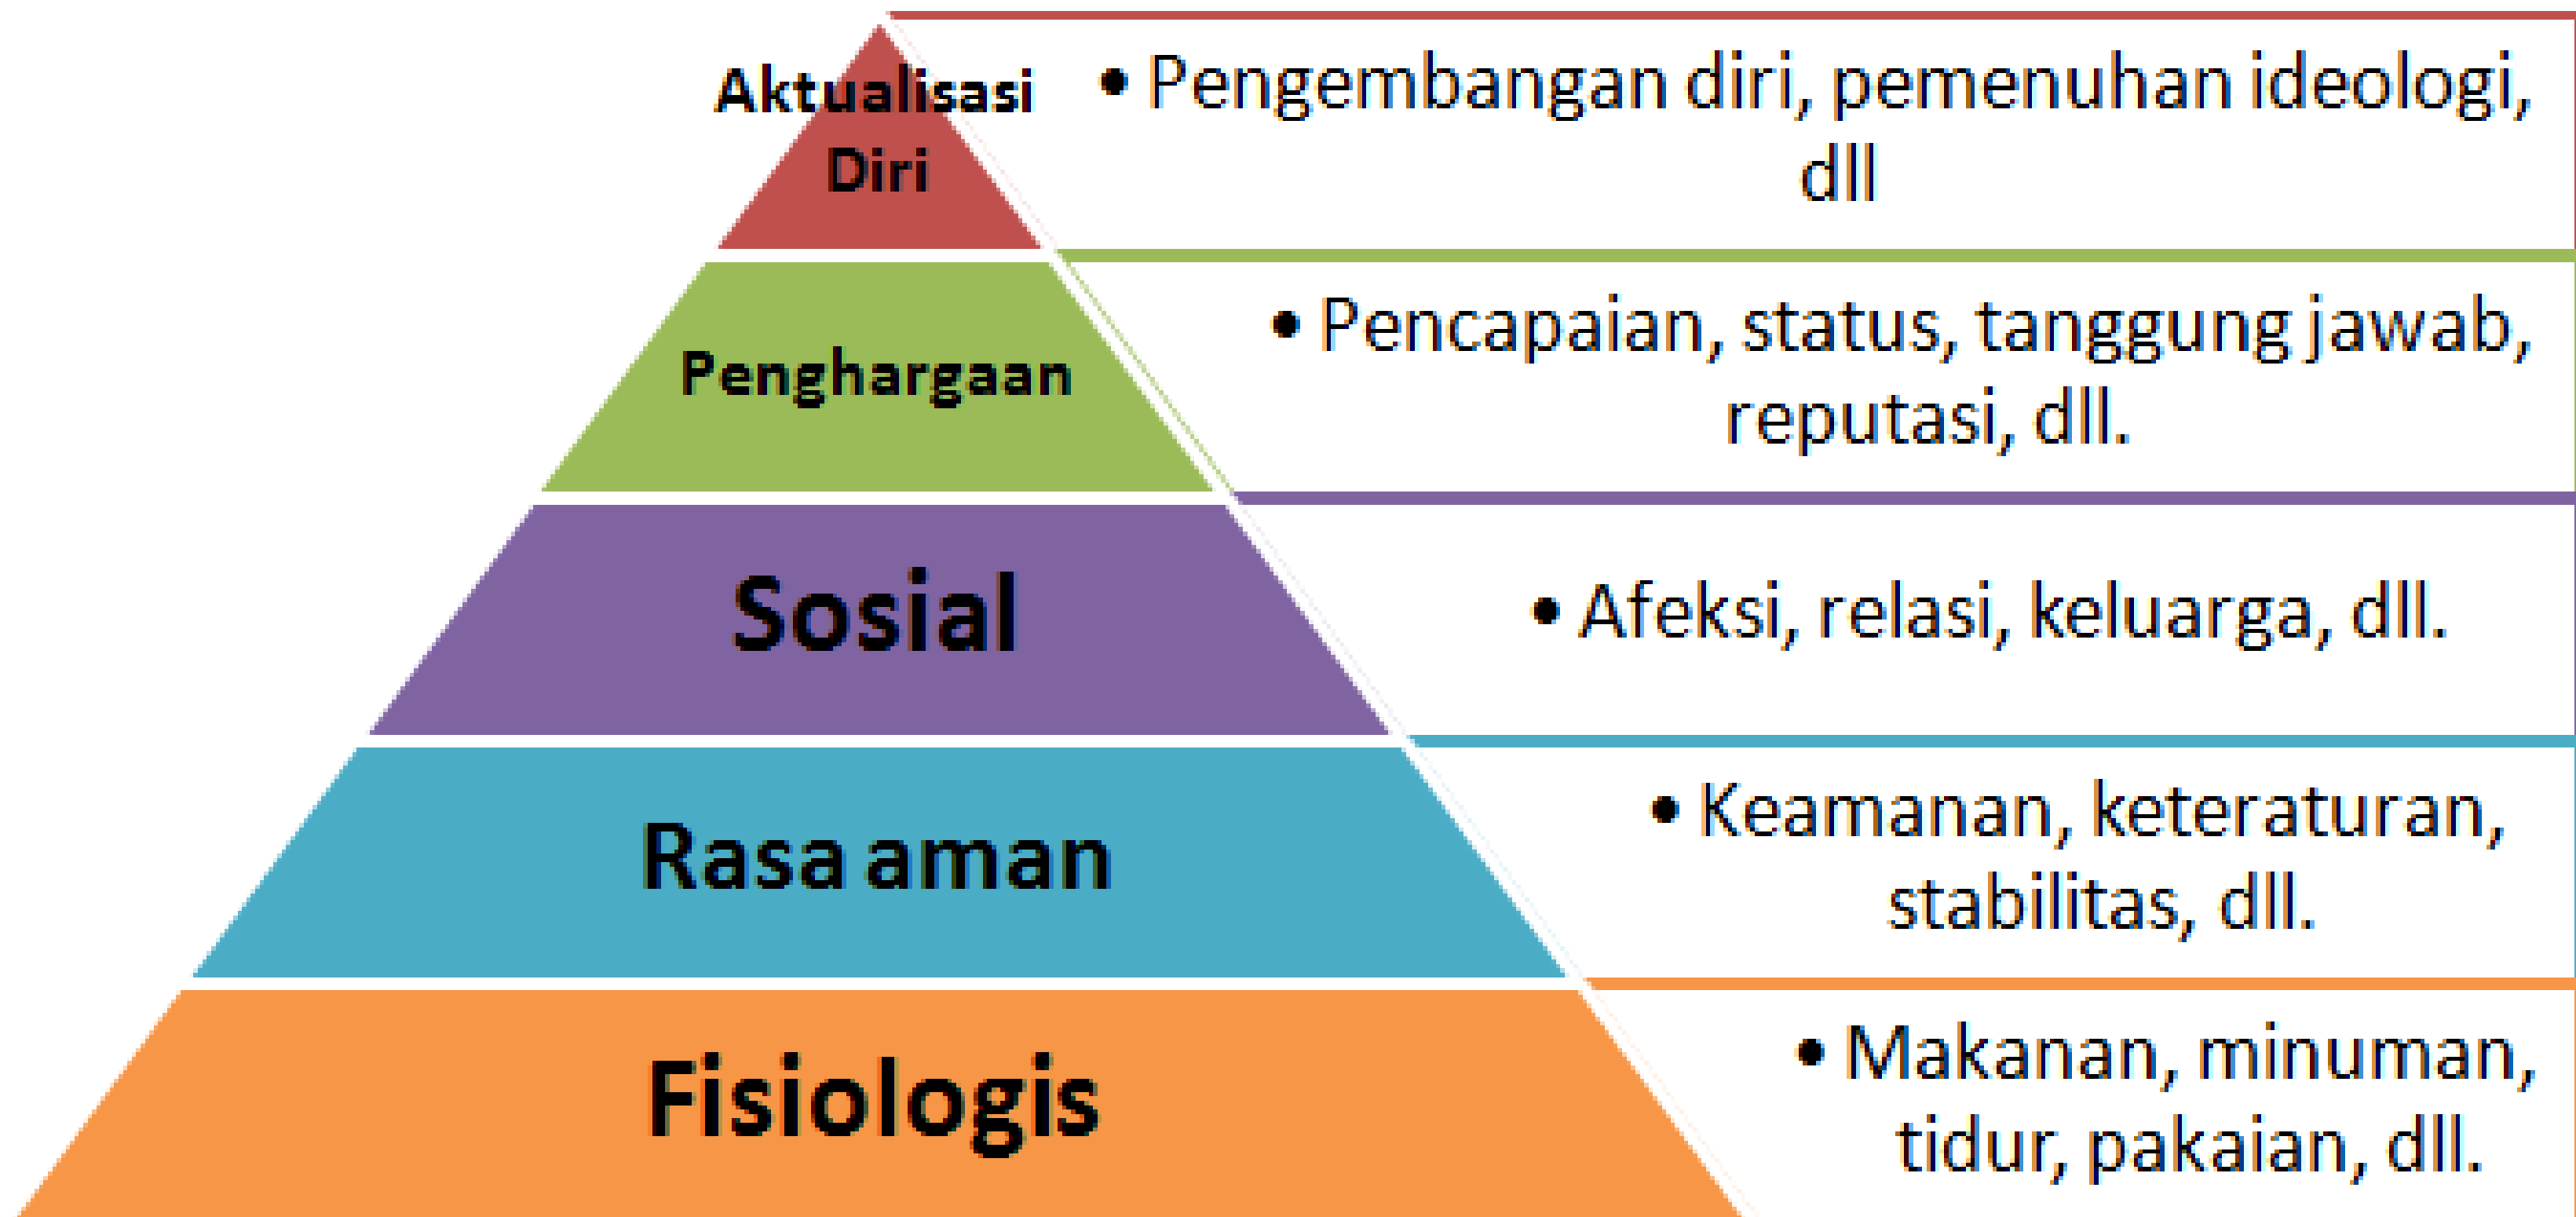 Aktualisasi
Diri
• Pengembangan diri, pemenuhan ideologi,
dll
Penghargaan
• Pencapaian, status, tanggung jawab,
reputasi, dll.
Sosial
• Afeksi, relasi, keluarga, dll.
Rasa aman
• Keamanan, keteraturan,
stabilitas, dll.
Fisiologis
• Makanan, minuman,
tidur, pakaian, dll.